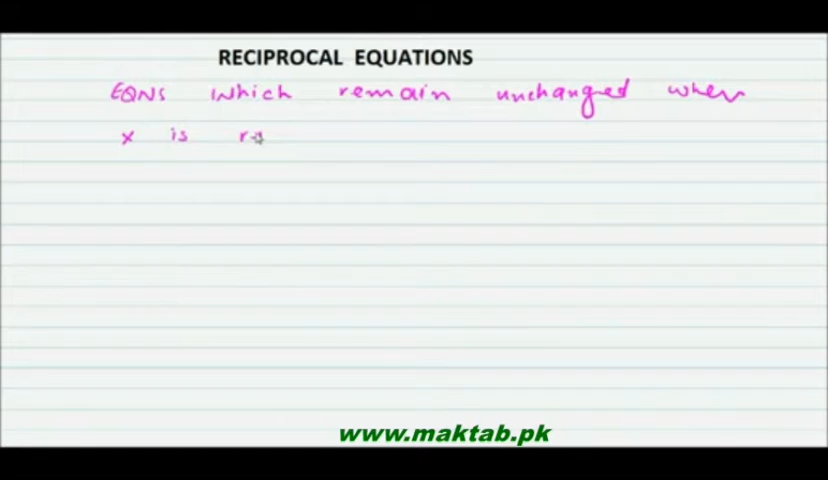 RECIPROCAL EQUATIONS
EQNS which remain unchanged when
x is
www.maktab.pk